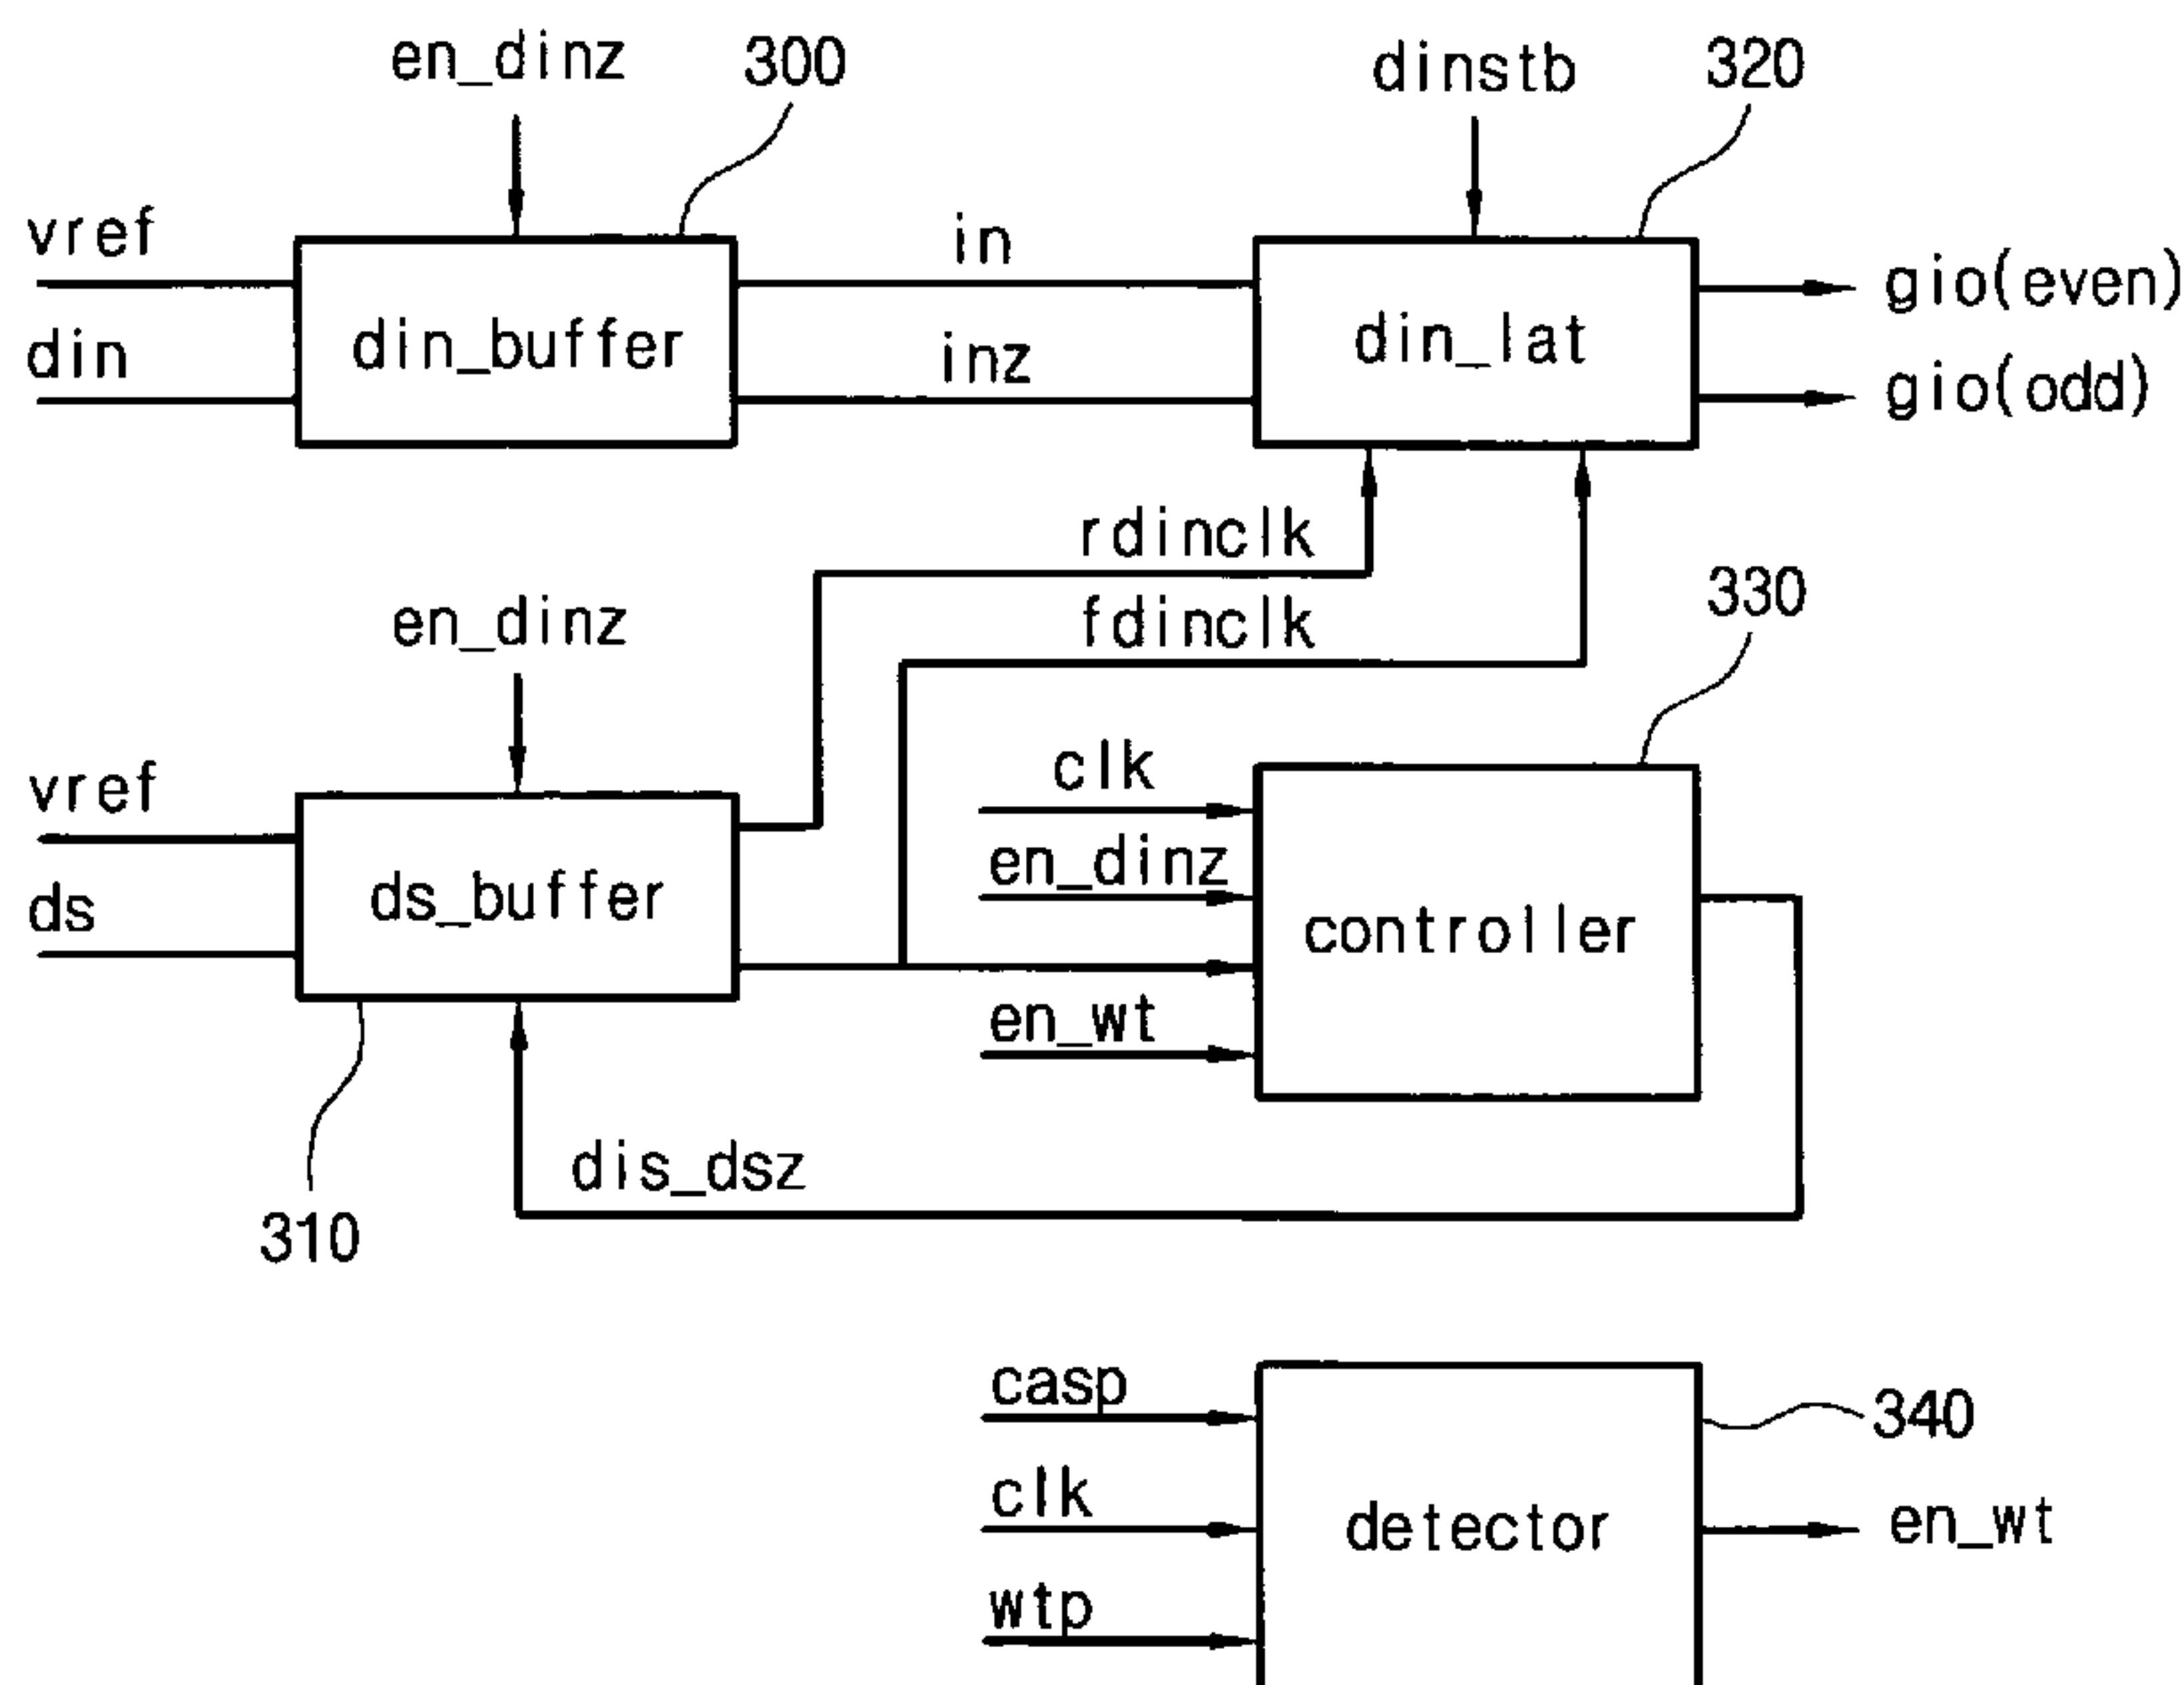 en_dinz
300
dinstb
320
vref
din
din_buffer
in
inz
din_lat
gio(even)
gio(odd)
rdinclk
fdinclk
en_dinz
330
vref
ds
ds_buffer
clk
en_dinz
en_wt
controller
dis_dsz
310
casp
clk
wtp
detector
340
en_wt